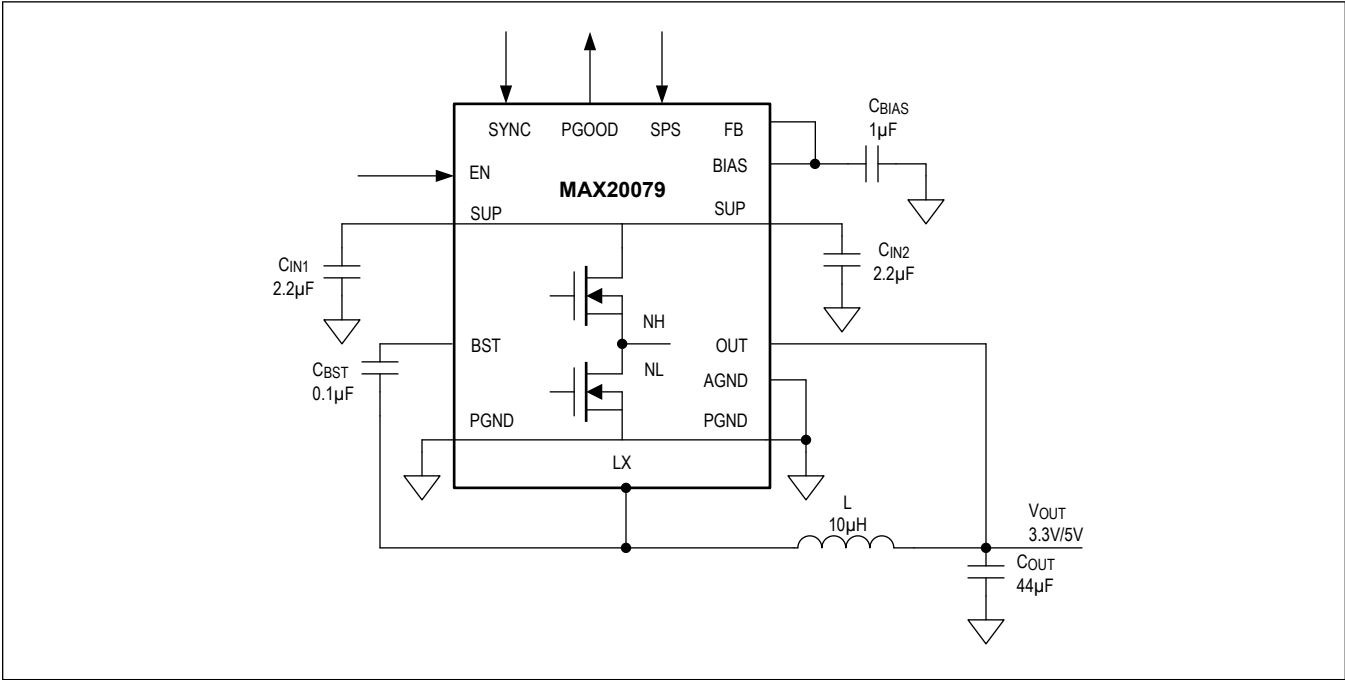 SYNC PGOOD SPS FB
CBIAS
1µF
BIAS
EN
MAX20079
SUP
SUP
CIN1
2.2µF
CIN2
2.2µF
NH
BST
OUT
NL
CBST
0.1µF
AGND
PGND
PGND
LX
L
10µH
VOUT
3.3V/5V
COUT
44µF